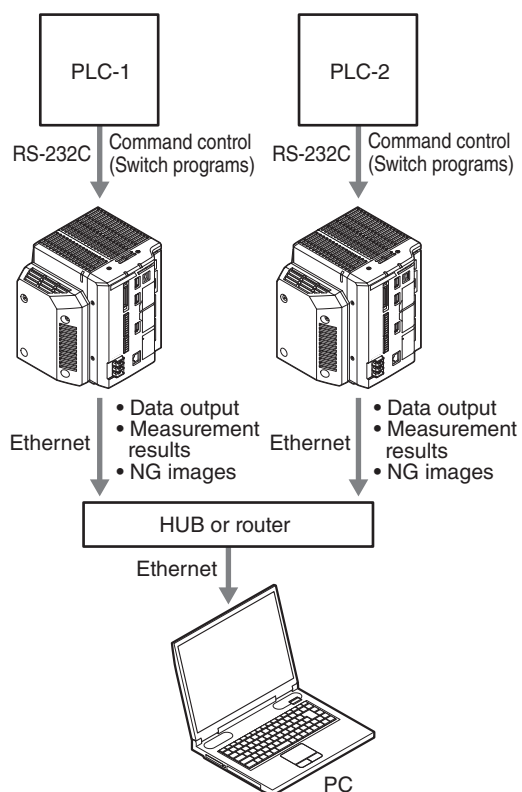 PLC-1
PLC-2
RS-232C
Command control
(Switch programs)
RS-232C
Command control
(Switch programs)
Ethernet
• Data output
• Measurement
results
• NG images
Ethernet
• Data output
• Measurement
results
• NG images
HUB or router
Ethernet
PC